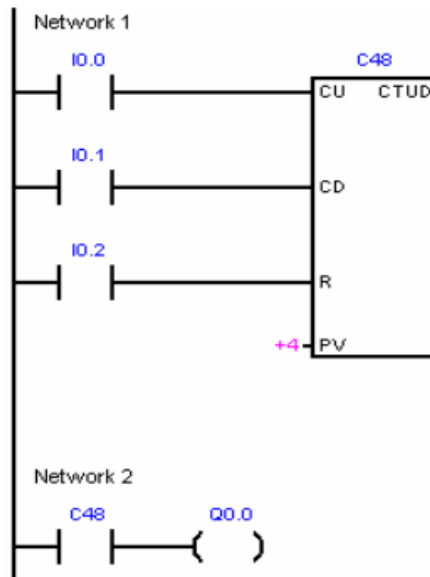 Network 1
I0.0
C48
CU CTUD
I0.1
CD
I0.2
R
+4 PV
Network 2
C48 Q0.0